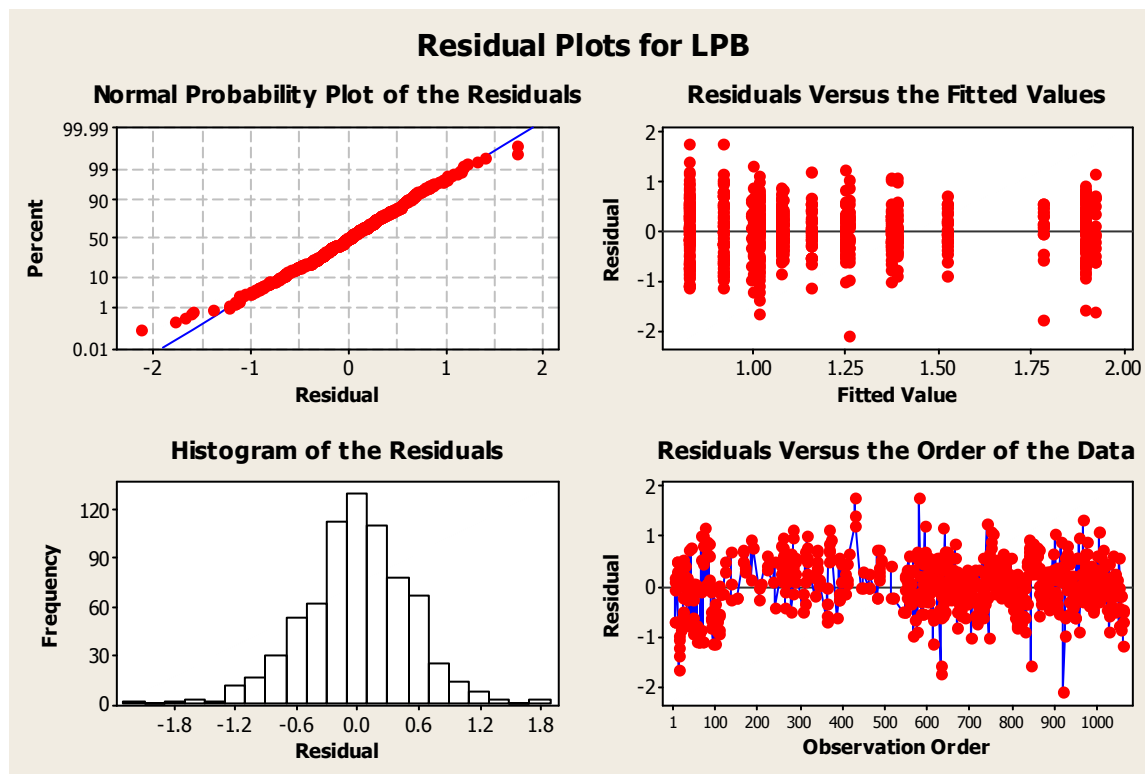 Residual Plots for LPB
Normal Probability Plot of the Residuals
99.99
99
90
50
10
1
0.01
Percent
-2 -1 0 1 2
Residual
Residuals Versus the Fitted Values
2
1
0
-1
-2
Residual
1.00 1.25 1.50 1.75 2.00
Fitted Value
Histogram of the Residuals
120
90
60
30
0
Frequency
-1.8 -1.2 -0.6 0.0 0.6 1.2 1.8
Residual
Residuals Versus the Order of the Data
2
1
0
-1
-2
Residual
1 100 200 300 400 500 600 700 800 900 1000
Observation Order